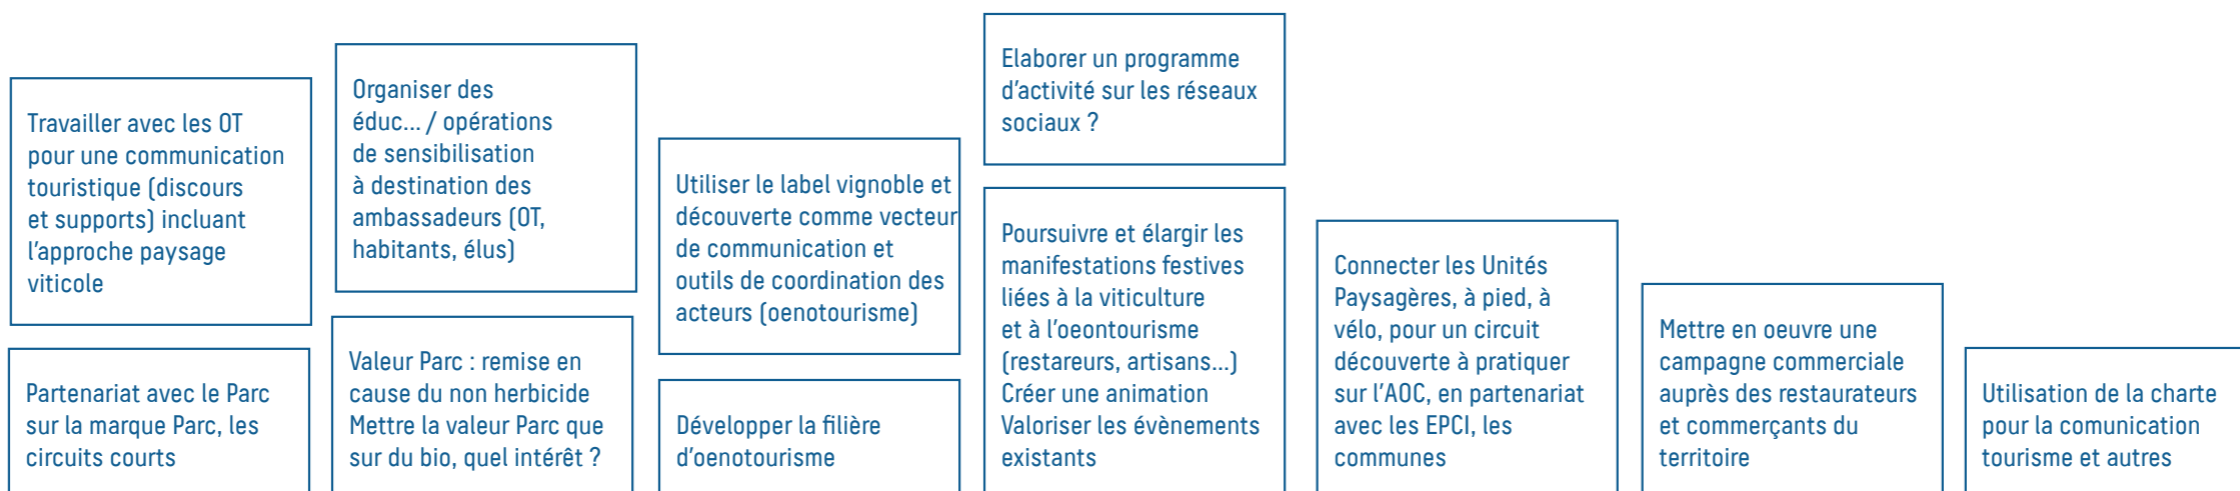 Travailler avec les OT
pour une communication
touristique (discours
et supports) incluant
l'approche paysage
viticole
Partenariat avec le Parc
sur la marque Parc, les
circuits courts
Organiser des
éduc... / opérations
de sensibilisation
à destination des
ambassadeurs (OT,
habitants, élus)
Valeur Parc : remise en
cause du non herbicide
Mettre la valeur Parc que
sur du bio, quel intérêt ?
Utiliser le label vignoble et
découverte comme vecteur
de communication et
outils de coordination des
acteurs (oenotourisme)
Développer la filière
d'oenotourisme
Elaborer un programme
d'activité sur les réseaux
sociaux ?
Poursuivre et élargir les
manifestations festives
liées à la viticulture
et à l'oeontourisme
(restareurs, artisans...)
Créer une animation
Valoriser les évènements
existants
Connecter les Unités
Paysagères, à pied, à
vélo, pour un circuit
découverte à pratiquer
sur l'AOC, en partenariat
avec les EPCI, les
communes
Mettre en oeuvre une
campagne commerciale
auprès des restaurateurs
et commerçants du
territoire
Utilisation de la charte
pour la comunication
tourisme et autres